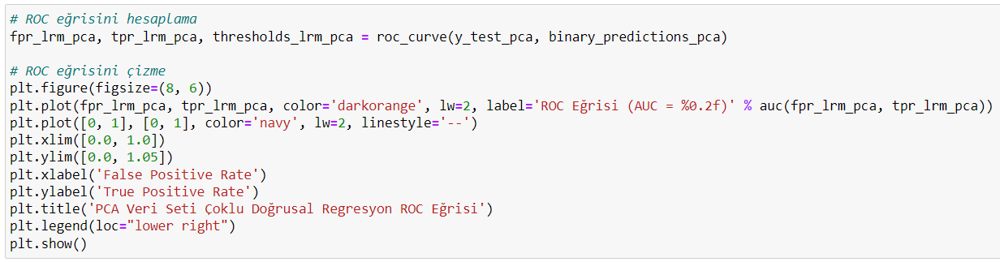 # ROC eğrisini hesaplama
fpr_lrm_pca, tpr_lrm_pca, thresholds_lrm_pca = roc_curve(y_test_pca, binary_predictions_pca)
# ROC eğrisini çizme
plt.figure(figsize=(8, 6))
plt.plot(fpr_lrm_pca, tpr_lrm_pca, color='darkorange', lw=2, label='ROC Eğrisi (AUC = %0.2f)' % auc(fpr_lrm_pca, tpr_lrm_pca))
plt.plot([0, 1], [0, 1], color='navy', lw=2, linestyle='--')
plt.xlim([0.0, 1.0])
plt.ylim([0.0, 1.05])
plt.xlabel('False Positive Rate')
plt.ylabel('True Positive Rate')
plt.title('PCA Veri Seti Çoklu Doğrusal Regresyon ROC Eğrisi')
plt.legend(loc="lower right")
plt.show()